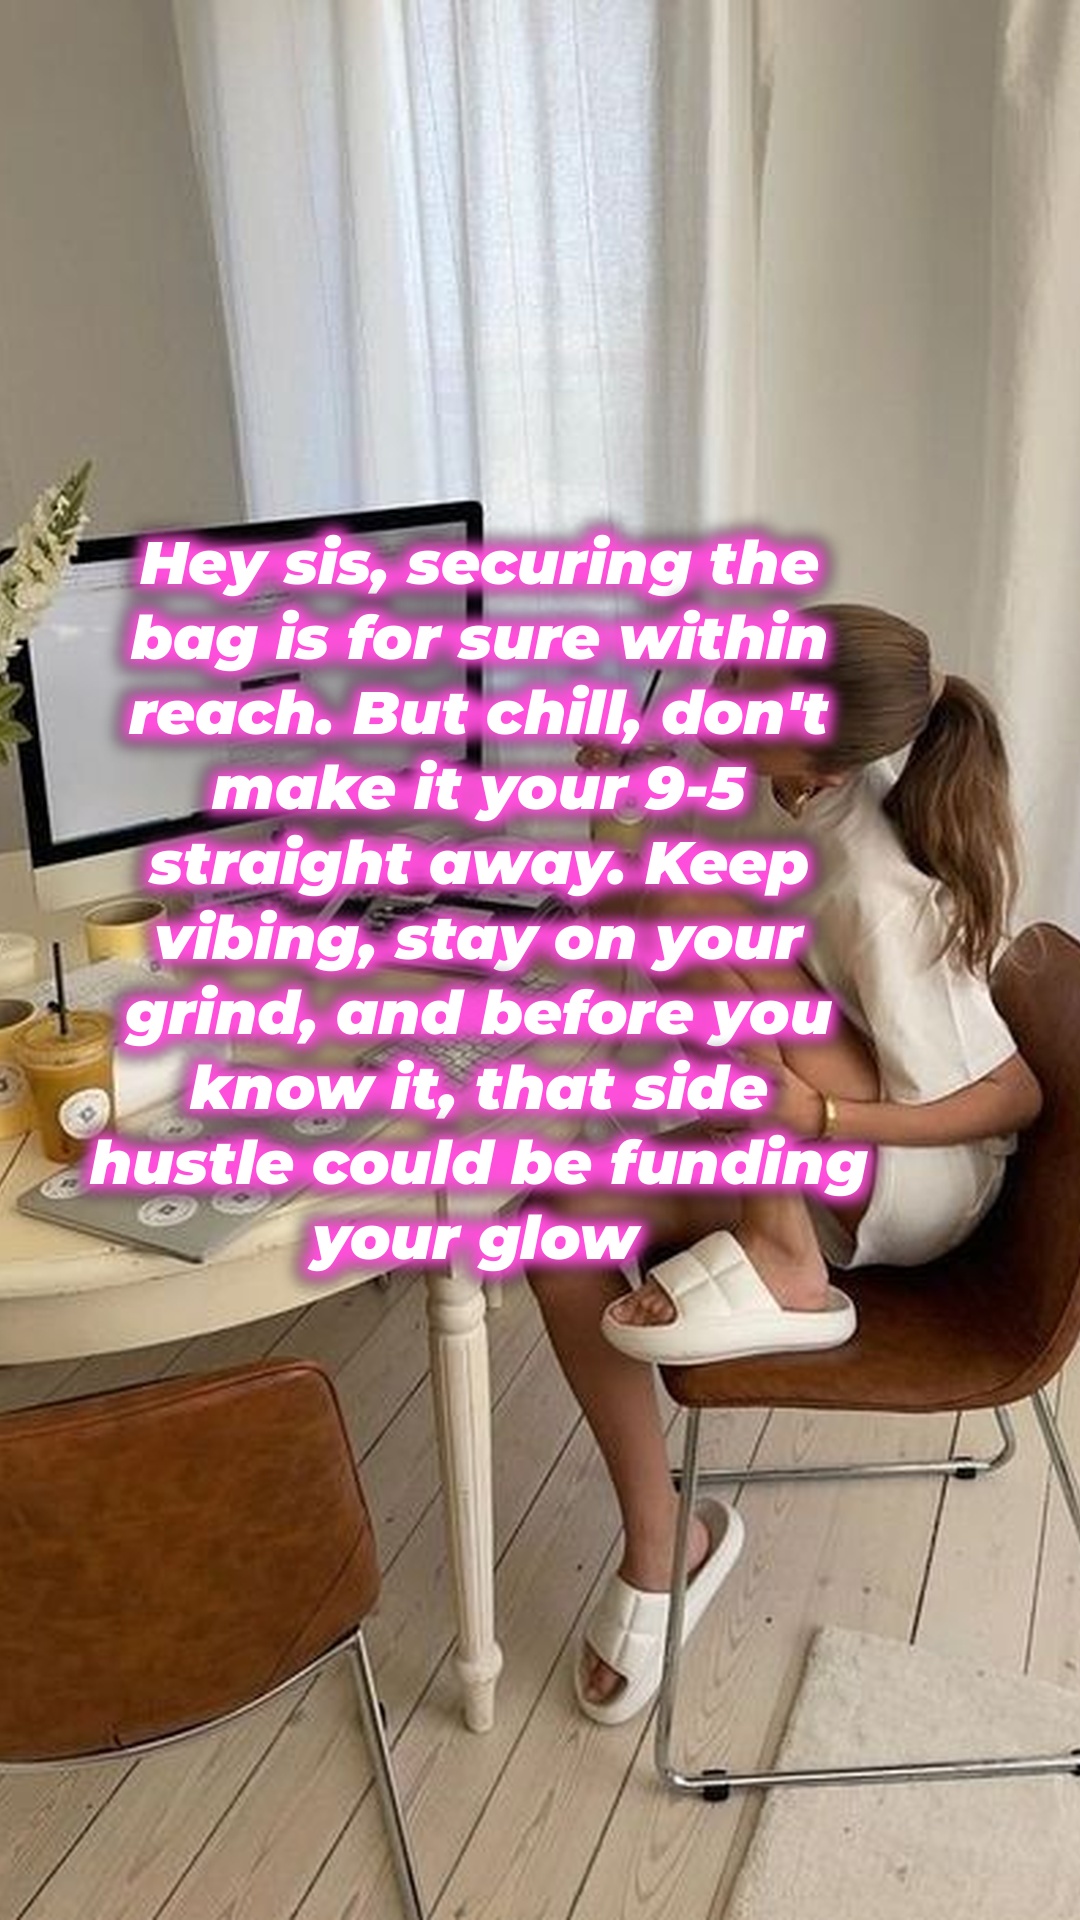 Hey sis, securing the
bag is for sure within
reach. But chill, don't
make it your 9-5
straight away. Keep
vibing, stay on your
grind, and before you
know it, that side
hustle could be funding
your glow